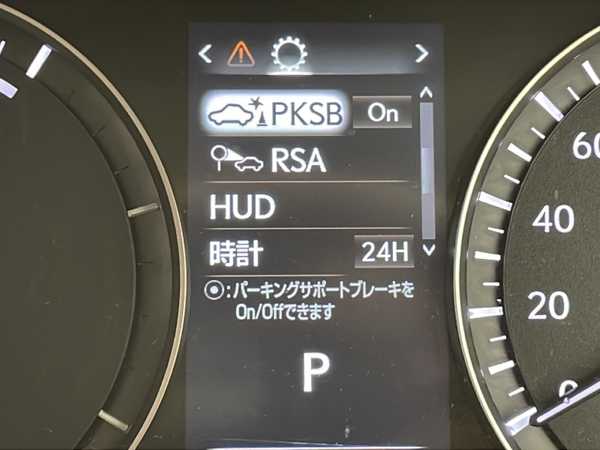 PKSB On
RSA
HUD
時計 24H
⦿:パーキングサポートブレーキを
On/Offできます
P
60
40
20
0